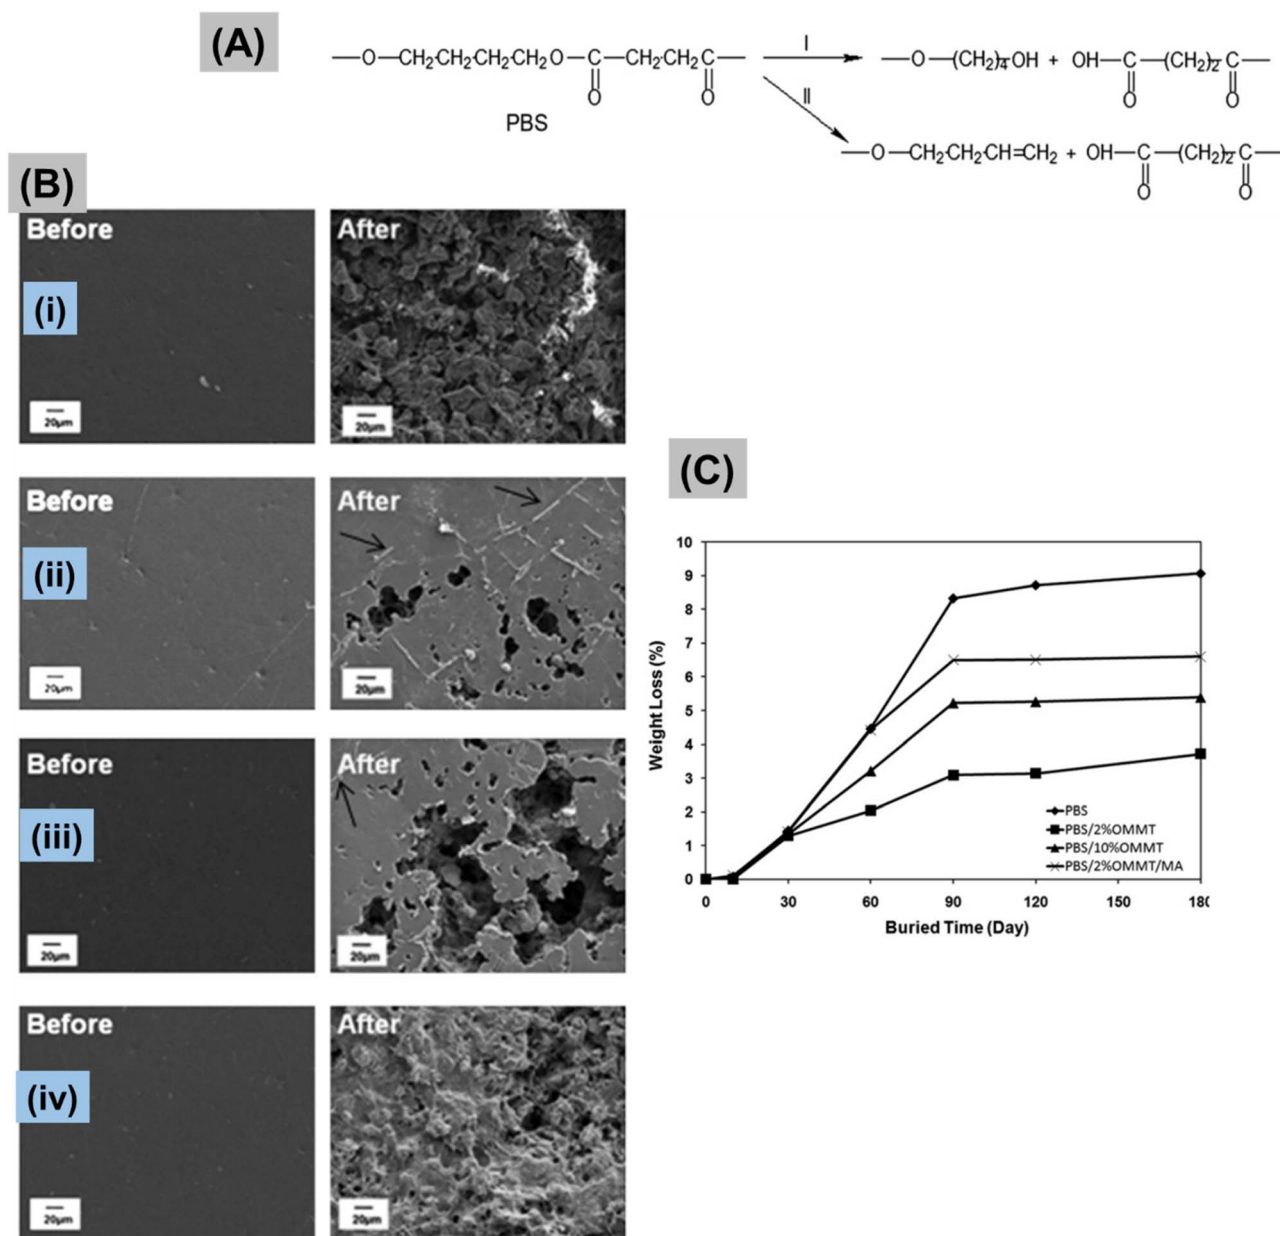 (A)
—O—CH₂CH₂CH₂CH₂O—C—CH₂CH₂C—
O O
PBS
I
II
—O—(CH₂)₄OH + OH—C—(CH₂)₂C—
O O
—O—CH₂CH₂CH=CH₂ + OH—C—(CH₂)₂C—
O O
(B)
Before After
(i)
20µm 20µm
Before After
(ii)
20µm 20µm
Before After
(iii)
20µm 20µm
Before After
(iv)
20µm 20µm
(C)
10
9
8
7
6
5
4
3
2
1
0
Weight Loss (%)
PBS
PBS/2%OMMT
PBS/10%OMMT
PBS/2%OMMT/MA
0 30 60 90 120 150 180
Buried Time (Day)